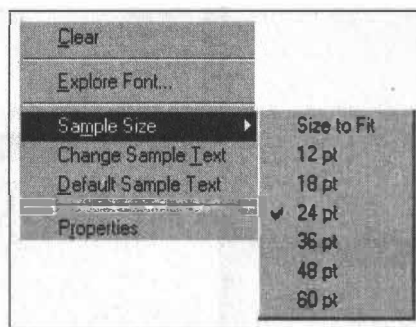 Clear
Explore Font...
Sample Size
Change Sample Text
Default Sample Text
Properties
Size to Fit
12 pt
18 pt
24 pt
36 pt
48 pt
60 pt